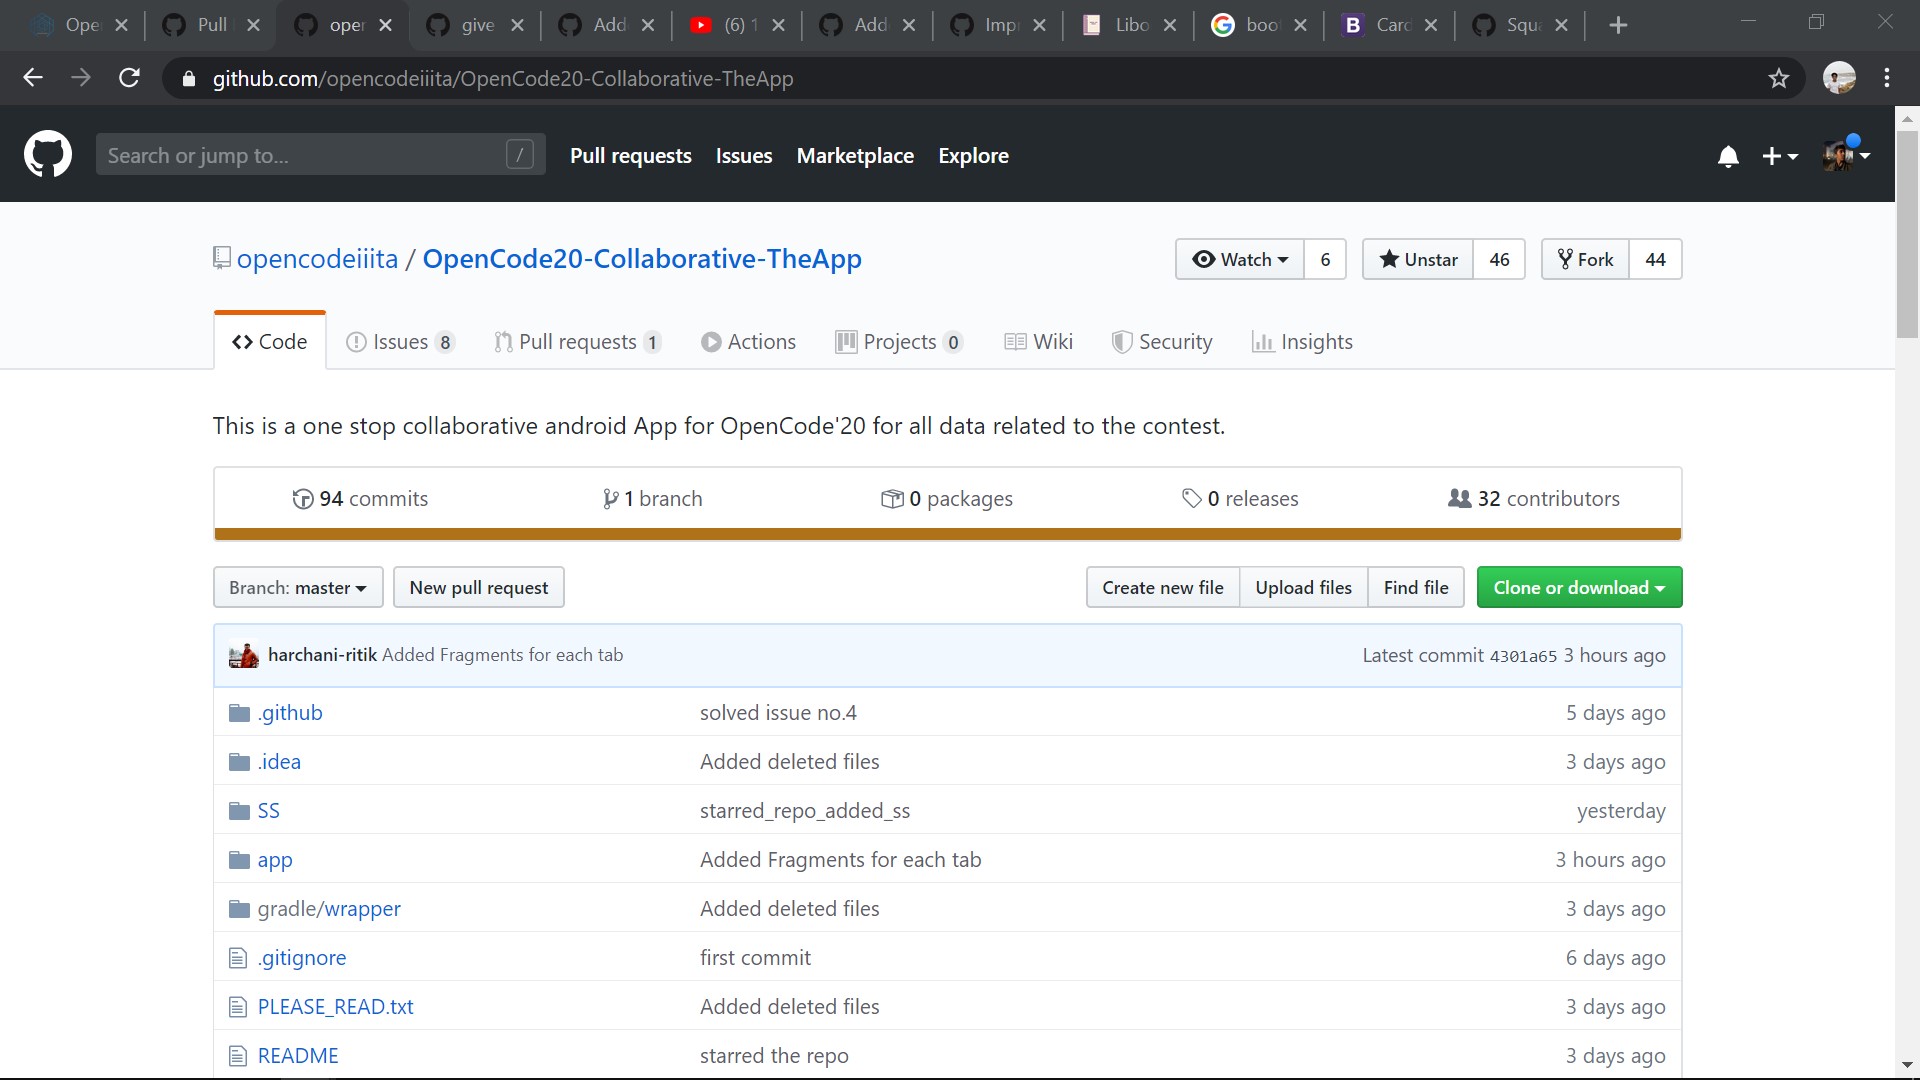 Ope Pull oper give Add (6) 1 Add Imp Libo boo Card Squ
github.com/opencodeiiita/OpenCode20-Collaborative-TheApp
Search or jump to... / Pull requests Issues Marketplace Explore
opencodeiiita / OpenCode20-Collaborative-TheApp Watch 6 Unstar 46 Fork 44
Code Issues 8 Pull requests 1 Actions Projects 0 Wiki Security Insights
This is a one stop collaborative android App for OpenCode'20 for all data related to the contest.
94 commits 1 branch 0 packages 0 releases 32 contributors
Branch: master New pull request Create new file Upload files Find file Clone or download
harchani-ritik Added Fragments for each tab Latest commit 4301a65 3 hours ago
.github solved issue no.4 5 days ago
.idea Added deleted files 3 days ago
SS starred_repo_added_ss yesterday
app Added Fragments for each tab 3 hours ago
gradle/wrapper Added deleted files 3 days ago
.gitignore first commit 6 days ago
PLEASE_READ.txt Added deleted files 3 days ago
README starred the repo 3 days ago